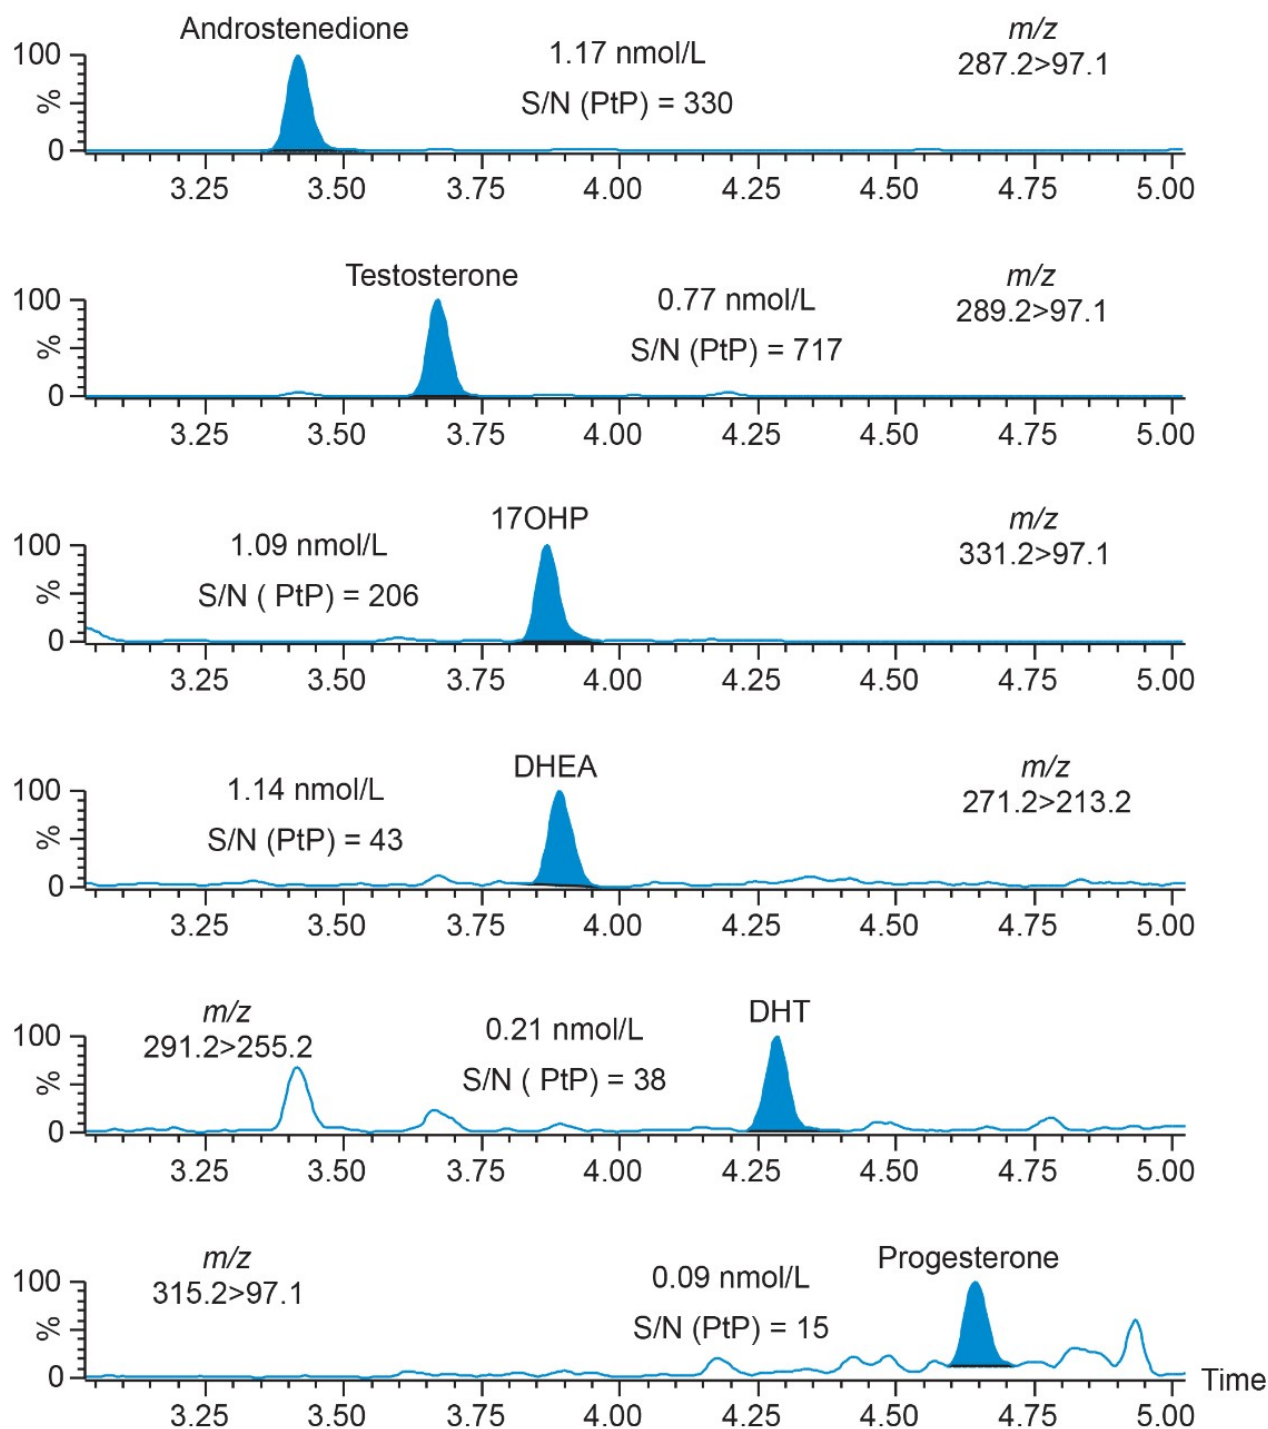 Androstenedione
1.17 nmol/L
m/z
287.2>97.1
S/N (PtP) = 330
100
%
0
3.25 3.50 3.75 4.00 4.25 4.50 4.75 5.00
Testosterone
0.77 nmol/L
m/z
289.2>97.1
S/N (PtP) = 717
100
%
0
3.25 3.50 3.75 4.00 4.25 4.50 4.75 5.00
17OHP
1.09 nmol/L
m/z
331.2>97.1
S/N ( PtP) = 206
100
%
0
3.25 3.50 3.75 4.00 4.25 4.50 4.75 5.00
DHEA
1.14 nmol/L
m/z
271.2>213.2
S/N (PtP) = 43
100
%
0
3.25 3.50 3.75 4.00 4.25 4.50 4.75 5.00
m/z
291.2>255.2
0.21 nmol/L
DHT
S/N ( PtP) = 38
100
%
0
3.25 3.50 3.75 4.00 4.25 4.50 4.75 5.00
m/z
315.2>97.1
0.09 nmol/L
Progesterone
S/N (PtP) = 15
100
%
0
Time
3.25 3.50 3.75 4.00 4.25 4.50 4.75 5.00